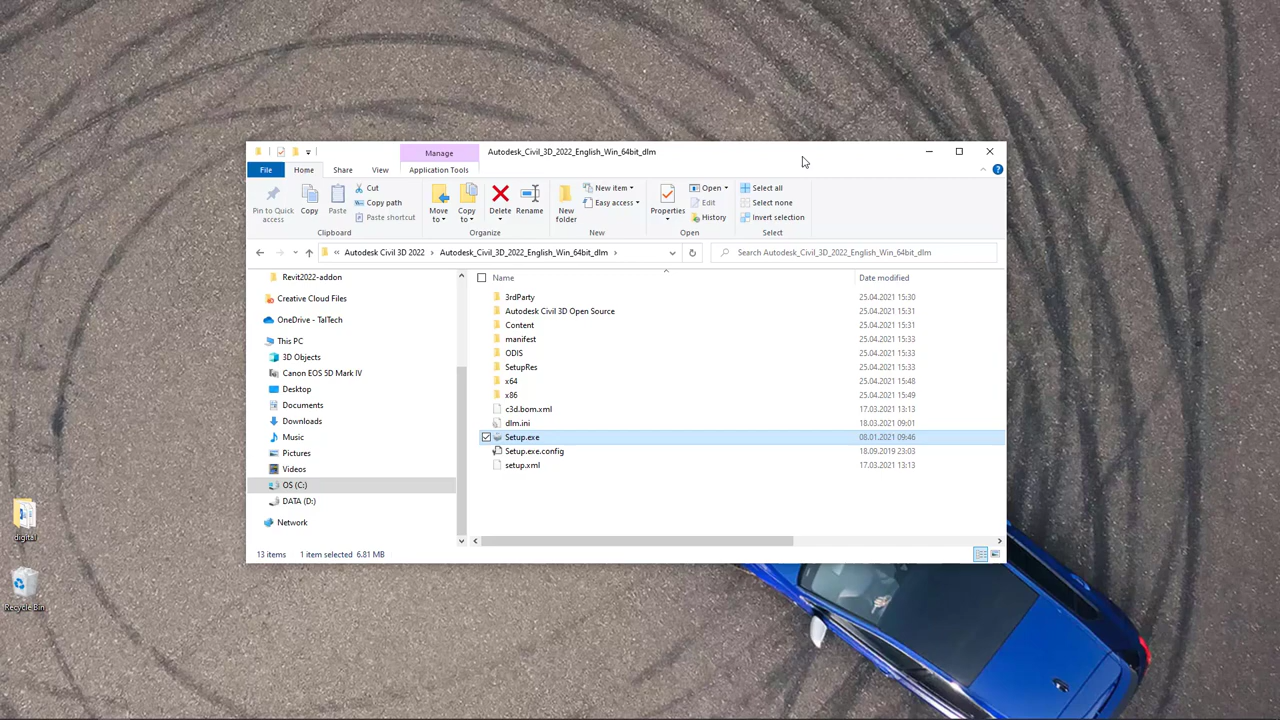 Manage
Autodesk_Civil_3D_2022_English_Win_64bit_dlm
File
Home
Share
View
Application Tools
Pin to Quick access
Copy
Paste
Cut
Copy path
Paste shortcut
Clipboard
Move to
Copy to
Delete
Rename
Organize
New folder
New item
Easy access
New
Properties
Open
Edit
History
Open
Select all
Select none
Invert selection
Select
« Autodesk Civil 3D 2022 › Autodesk_Civil_3D_2022_English_Win_64bit_dlm ›
Search Autodesk_Civil_3D_2022_English_Win_64bit_dlm
Revit2022-addon
Creative Cloud Files
OneDrive - TalTech
This PC
3D Objects
Canon EOS 5D Mark IV
Desktop
Documents
Downloads
Music
Pictures
Videos
OS (C:)
DATA (D:)
Network
Name Date modified
3rdParty 25.04.2021 15:30
Autodesk Civil 3D Open Source 25.04.2021 15:31
Content 25.04.2021 15:31
manifest 25.04.2021 15:33
ODIS 25.04.2021 15:33
SetupRes 25.04.2021 15:33
x64 25.04.2021 15:48
x86 25.04.2021 15:49
c3d.bom.xml 17.03.2021 13:13
dlm.ini 18.03.2021 09:01
Setup.exe 08.01.2021 09:46
Setup.exe.config 18.09.2019 23:03
setup.xml 17.03.2021 13:13
13 items 1 item selected 6.81 MB
digital
Recycle Bin